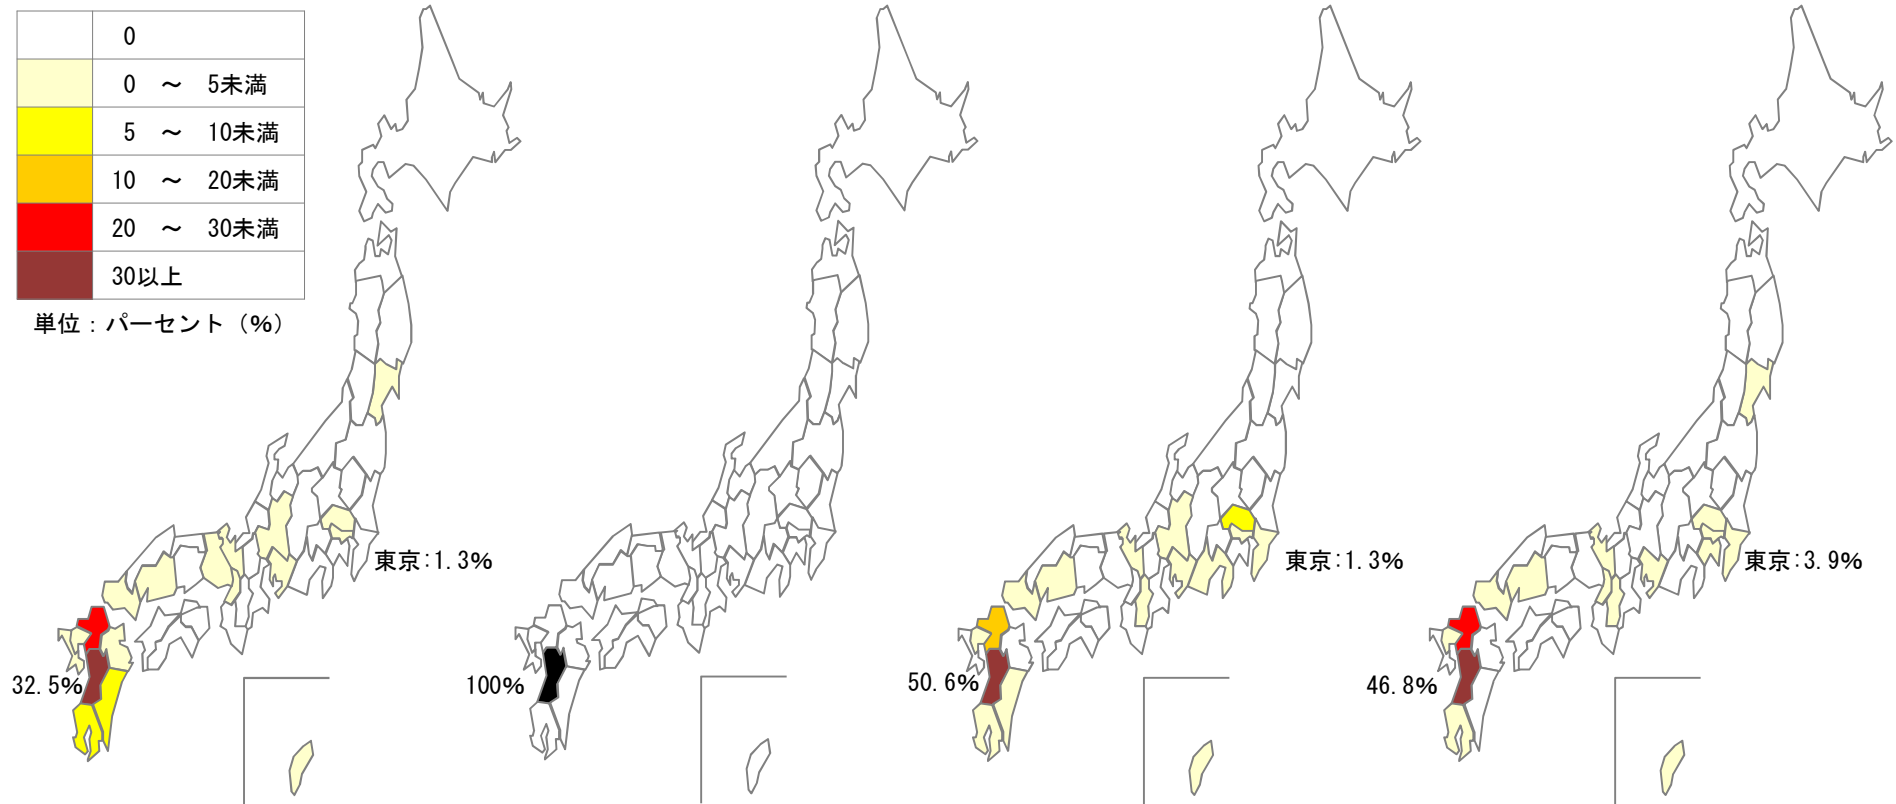 0
0 ～ 5未満
5 ～ 10未満
10 ～ 20未満
20 ～ 30未満
30以上
単位：パーセント（%）
東京:1.3%
東京:1.3%
東京:3.9%
32.5%
100%
50.6%
46.8%